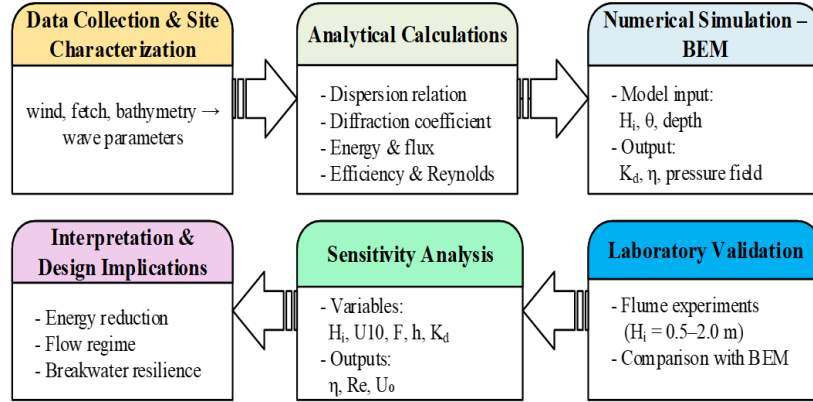 Data Collection & Site
Characterization
wind, fetch, bathymetry →
wave parameters
Analytical Calculations
- Dispersion relation
- Diffraction coefficient
- Energy & flux
- Efficiency & Reynolds
Numerical Simulation –
BEM
- Model input:
Hᵢ, θ, depth
- Output:
K_d, η, pressure field
Interpretation &
Design Implications
- Energy reduction
- Flow regime
- Breakwater resilience
Sensitivity Analysis
- Variables:
Hᵢ, U10, F, h, K_d
- Outputs:
η, Re, U₀
Laboratory Validation
- Flume experiments
(Hᵢ = 0.5–2.0 m)
- Comparison with BEM